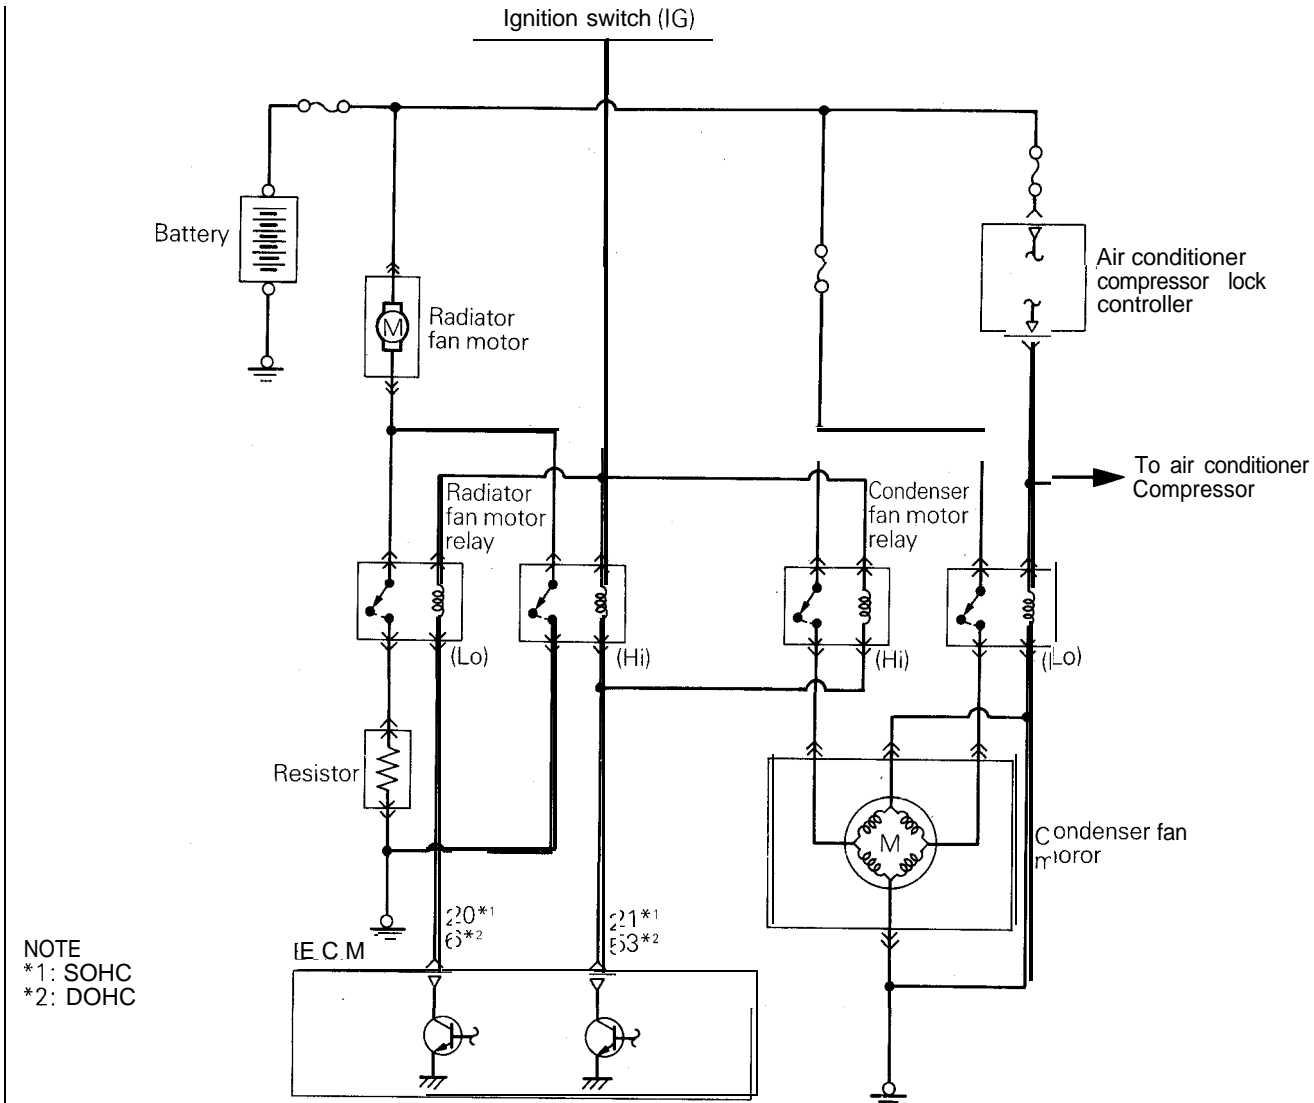 Ignition switch (IG)
Battery
Radiator
fan motor
M
Air conditioner
compressor lock
controller
To air conditioner
Compressor
Radiator
fan motor
relay
Condenser
fan motor
relay
(Lo)
(Hi)
(Hi)
(Lo)
Resistor
M
Condenser fan
moror
20*1
6*2
21*1
53*2
E.C.M
NOTE
*1: SOHC
*2: DOHC